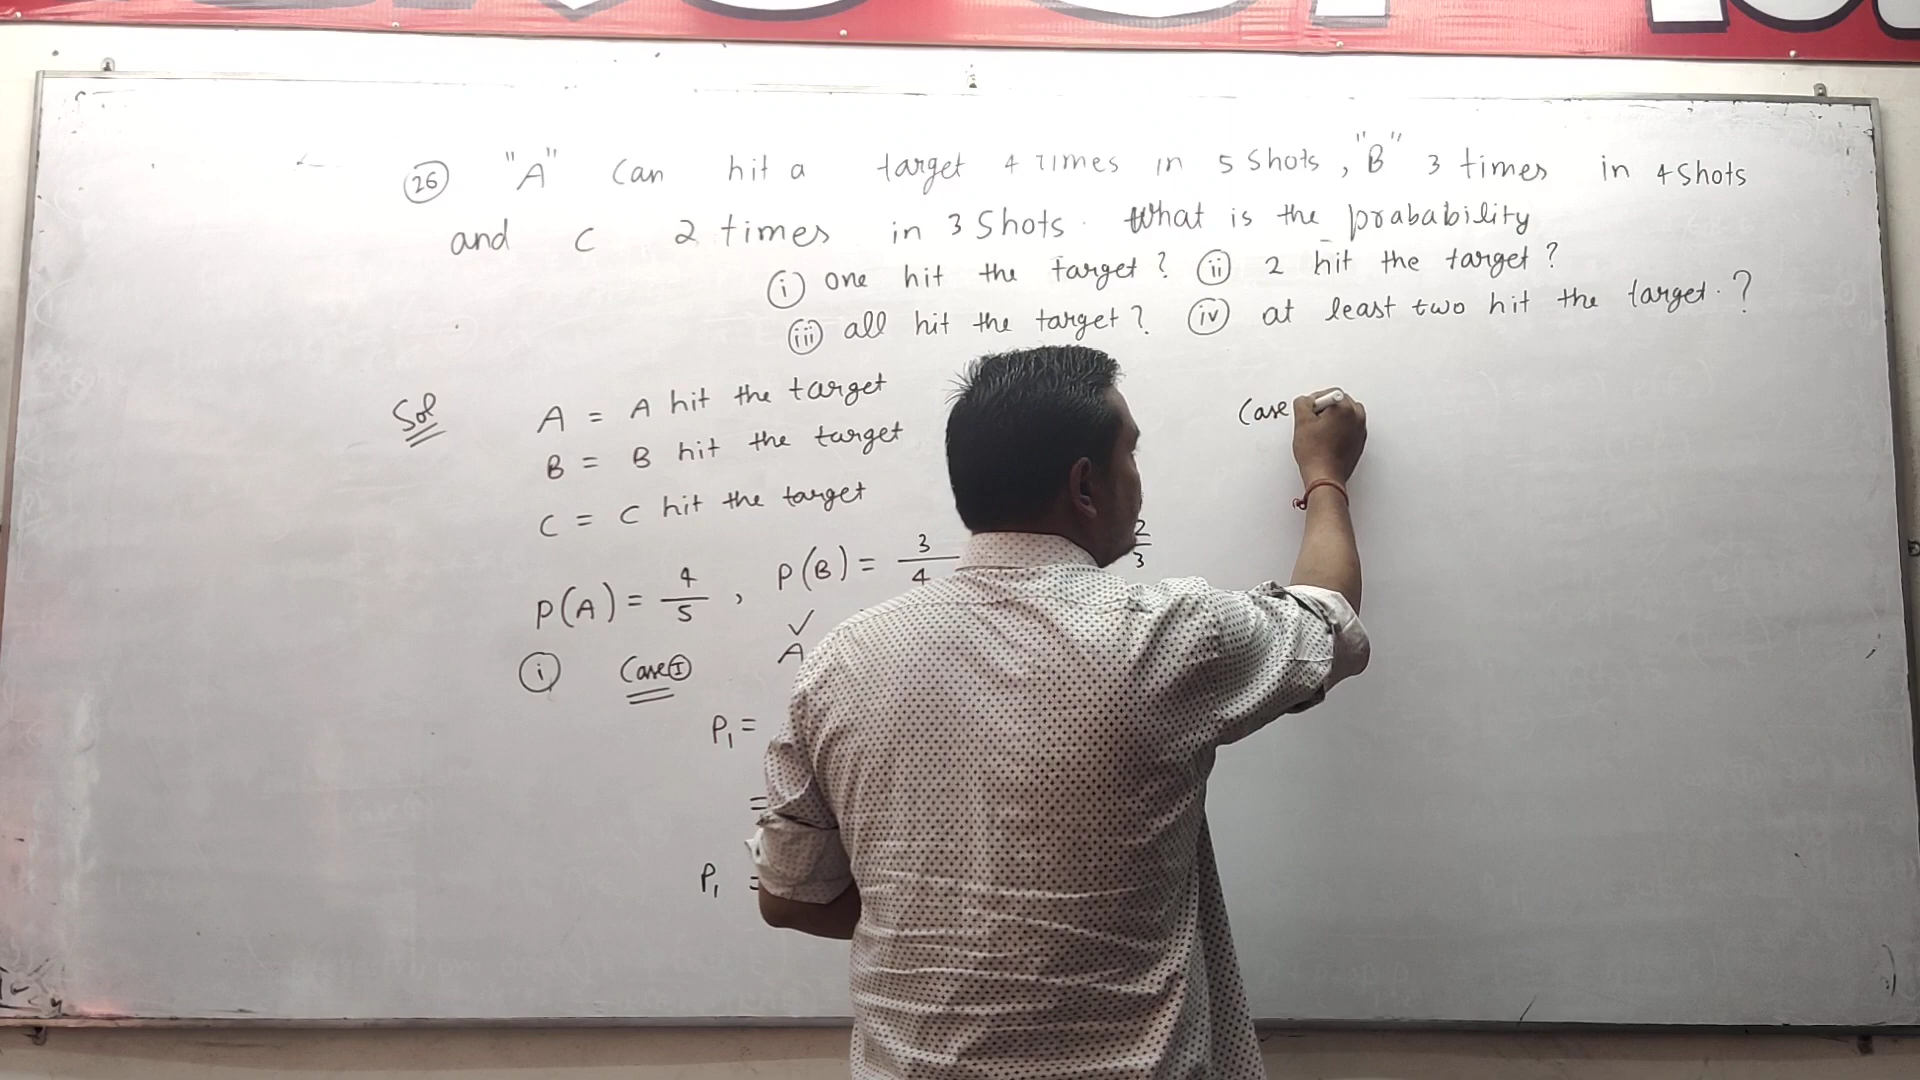 (26) "A" Can hit a target 4 times in 5 shots, "B" 3 times in 4 Shots
and C 2 times in 3 Shots. What is the prabability
(i) one hit the target? (ii) 2 hit the target?
(iii) all hit the target? (iv) at least two hit the target.?
Sol
A = A hit the target
B = B hit the target
C = C hit the target
P(A) = 4/5, P(B) = 3/4 2/3
(i) Case (I) A
P₁ =
=
P₁ =
Case